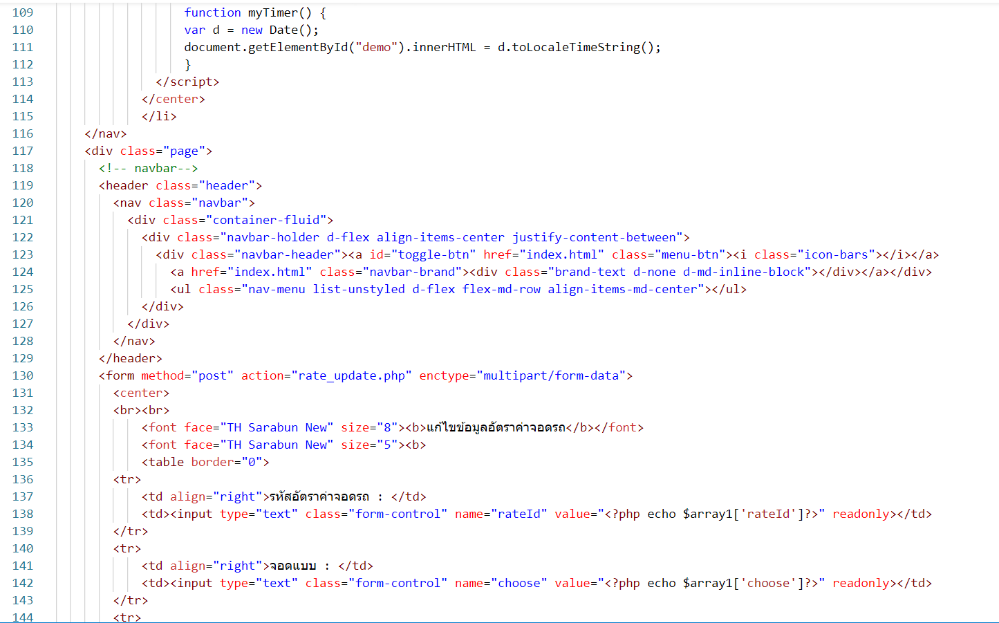 109 function myTimer() {
110 var d = new Date();
111 document.getElementById("demo").innerHTML = d.toLocaleTimeString();
112 }
113 </script>
114 </center>
115 </li>
116 </nav>
117 <div class="page">
118 <!-- navbar-->
119 <header class="header">
120 <nav class="navbar">
121 <div class="container-fluid">
122 <div class="navbar-holder d-flex align-items-center justify-content-between">
123 <div class="navbar-header"><a id="toggle-btn" href="index.html" class="menu-btn"><i class="icon-bars"></i></a>
124 <a href="index.html" class="navbar-brand"><div class="brand-text d-none d-md-inline-block"></div></a></div>
125 <ul class="nav-menu list-unstyled d-flex flex-md-row align-items-md-center"></ul>
126 </div>
127 </div>
128 </nav>
129 </header>
130 <form method="post" action="rate_update.php" enctype="multipart/form-data">
131 <center>
132 <br><br>
133 <font face="TH Sarabun New" size="8"><b>แก้ไขข้อมูลอัตราค่าจอดรถ</b></font>
134 <font face="TH Sarabun New" size="5"><b>
135 <table border="0">
136 <tr>
137 <td align="right">รหัสอัตราค่าจอดรถ : </td>
138 <td><input type="text" class="form-control" name="rateId" value="<?php echo $array1['rateId']?>" readonly></td>
139 </tr>
140 <tr>
141 <td align="right">จอดแบบ : </td>
142 <td><input type="text" class="form-control" name="choose" value="<?php echo $array1['choose']?>" readonly></td>
143 </tr>
144 <tr>